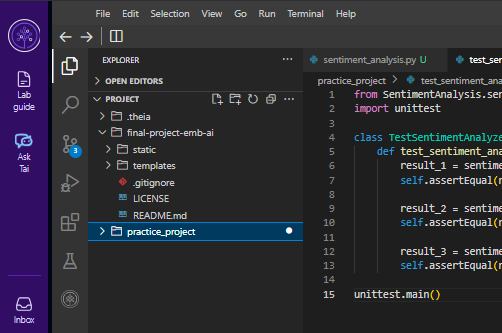 File Edit Selection View Go Run Terminal Help
Lab
guide
Ask
Tai
Inbox
3
EXPLORER
OPEN EDITORS
PROJECT
.theia
final-project-emb-ai
static
templates
.gitignore
LICENSE
README.md
practice_project
sentiment_analysis.py U test_sent
practice_project > test_sentiment_ana
1 from SentimentAnalysis.sen
2 import unittest
3
4 class TestSentimentAnalyze
5 def test_sentiment_ana
6 result_1 = sentime
7 self.assertEqual(r
8
9 result_2 = sentime
10 self.assertEqual(r
11
12 result_3 = sentime
13 self.assertEqual(r
14
15 unittest.main()